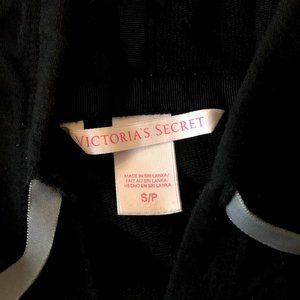 VICTORIA'S SECRET
MADE IN SRI LANKA/
FAIT AU SRI LANKA/
HECHO EN SRI LANKA
S/P